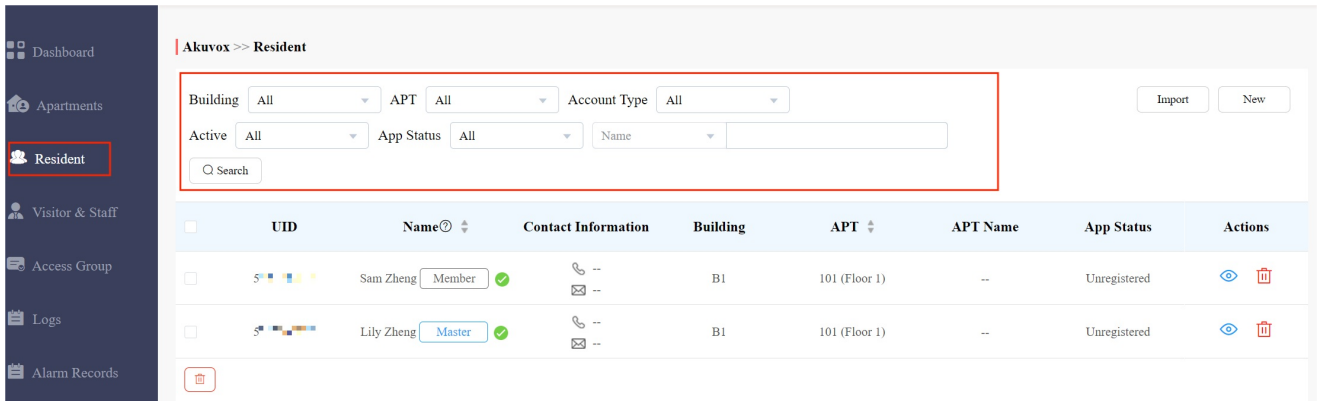 Dashboard
Apartments
Resident
Visitor & Staff
Access Group
Logs
Alarm Records
Akuvox >> Resident
Building All APT All Account Type All
Active All App Status All Name
Search
Import New
UID Name Contact Information Building APT APT Name App Status Actions
5 Sam Zheng Member -- -- B1 101 (Floor 1) -- Unregistered
5 Lily Zheng Master -- -- B1 101 (Floor 1) -- Unregistered